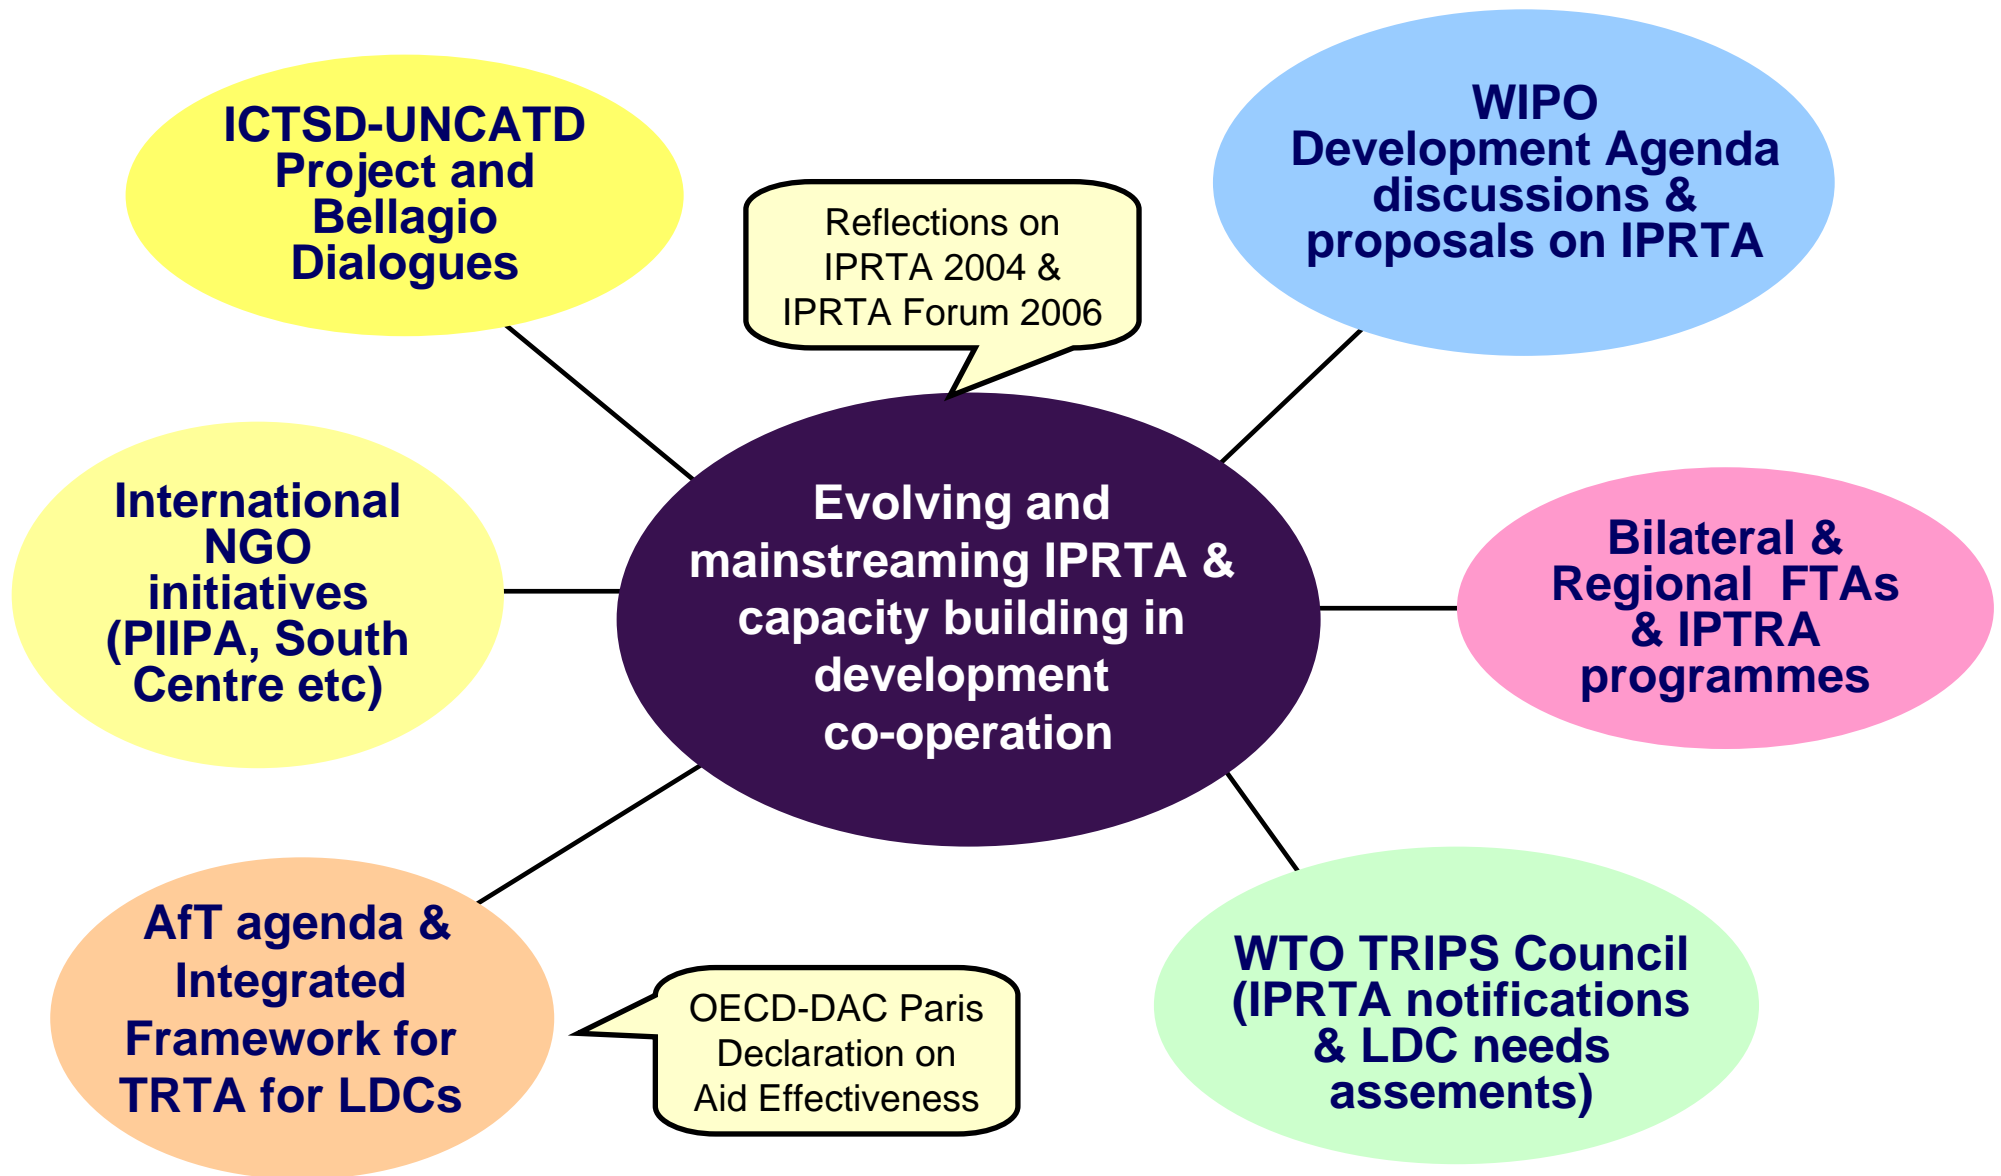 ICTSD-UNCATD
Project and
Bellagio
Dialogues
Reflections on
IPRTA 2004 &
IPRTA Forum 2006
WIPO
Development Agenda
discussions &
proposals on IPRTA
International
NGO
initiatives
(PIIPA, South
Centre etc)
Evolving and
mainstreaming IPRTA &
capacity building in
development
co-operation
Bilateral &
Regional FTAs
& IPTRA
programmes
AfT agenda &
Integrated
Framework for
TRTA for LDCs
OECD-DAC Paris
Declaration on
Aid Effectiveness
WTO TRIPS Council
(IPRTA notifications
& LDC needs
assements)